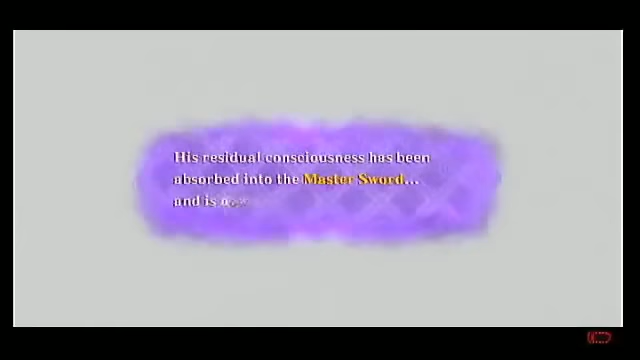 His residual consciousness has been
absorbed into the Master Sword...
and is